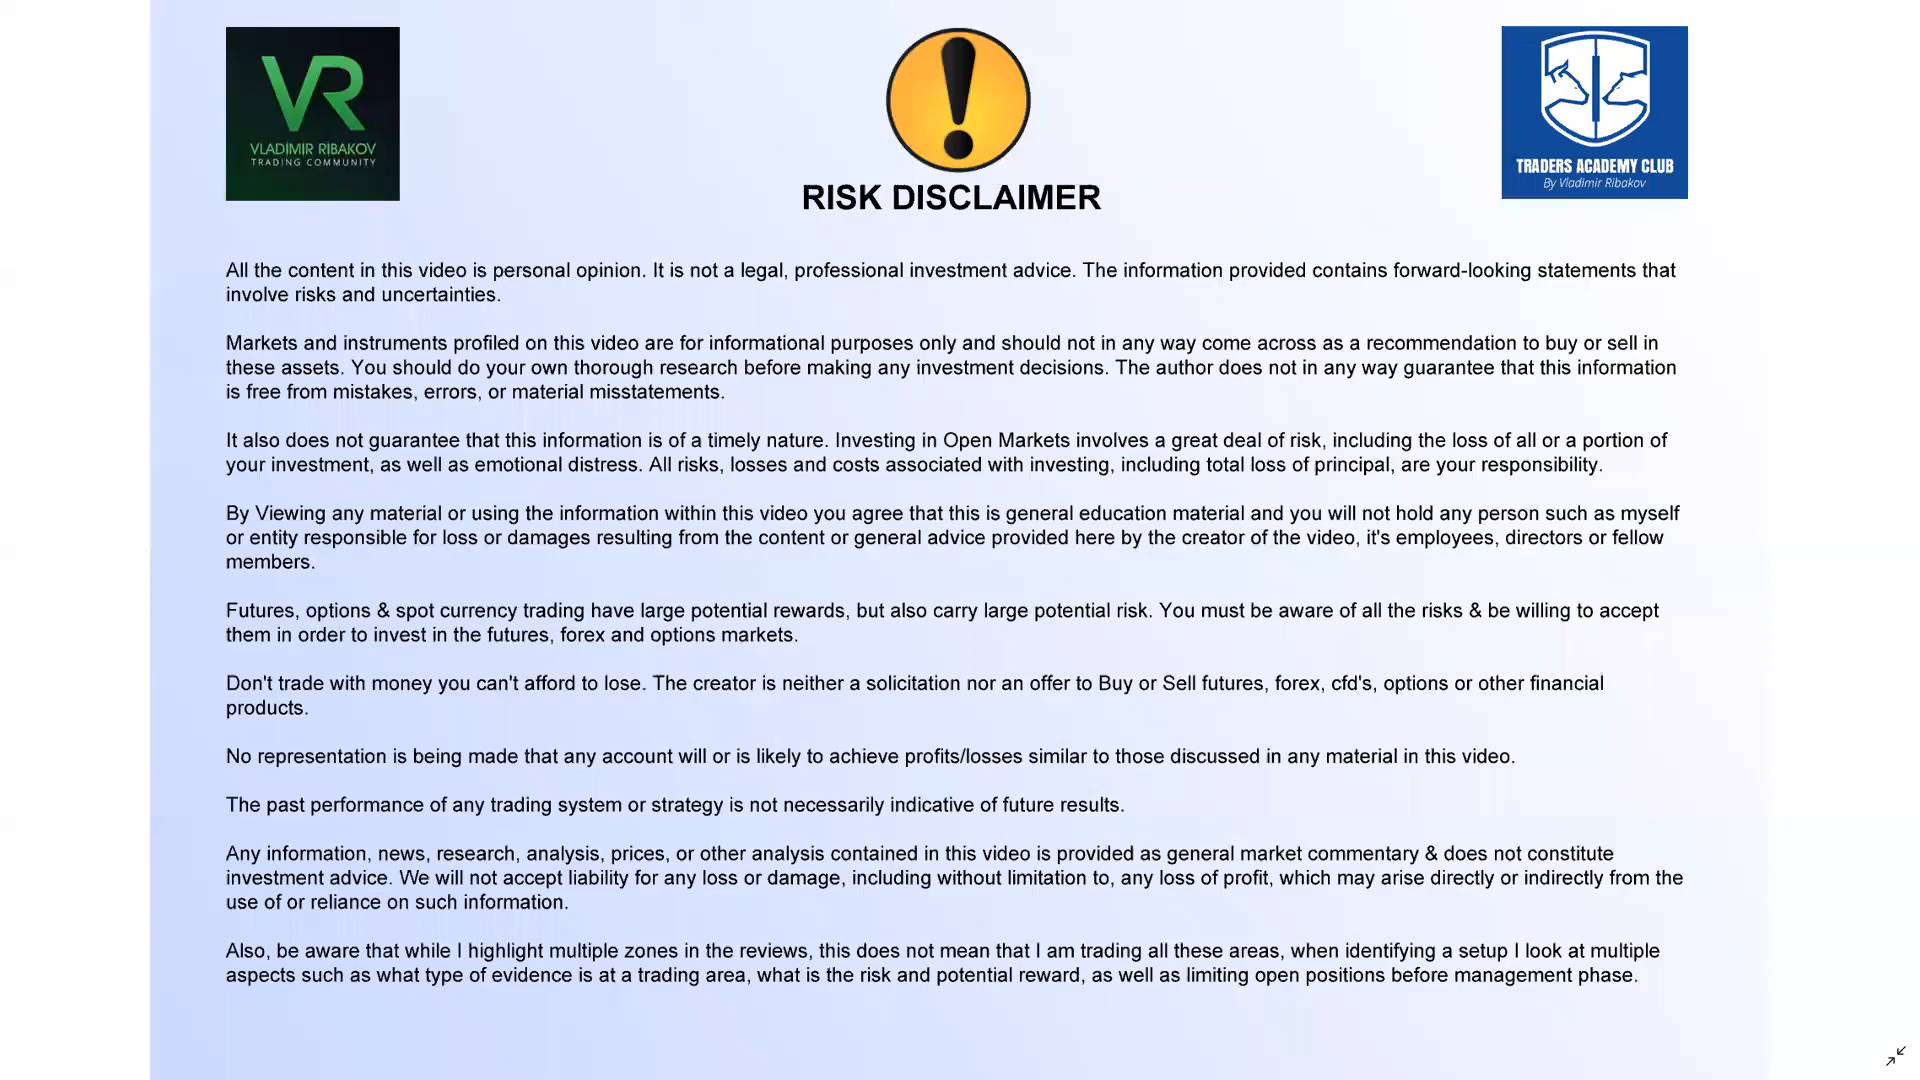 VR
VLADIMIR RIBAKOV
TRADING COMMUNITY
TRADERS ACADEMY CLUB
By Vladimir Ribakov
RISK DISCLAIMER
All the content in this video is personal opinion. It is not a legal, professional investment advice. The information provided contains forward-looking statements that
involve risks and uncertainties.
Markets and instruments profiled on this video are for informational purposes only and should not in any way come across as a recommendation to buy or sell in
these assets. You should do your own thorough research before making any investment decisions. The author does not in any way guarantee that this information
is free from mistakes, errors, or material misstatements.
It also does not guarantee that this information is of a timely nature. Investing in Open Markets involves a great deal of risk, including the loss of all or a portion of
your investment, as well as emotional distress. All risks, losses and costs associated with investing, including total loss of principal, are your responsibility.
By Viewing any material or using the information within this video you agree that this is general education material and you will not hold any person such as myself
or entity responsible for loss or damages resulting from the content or general advice provided here by the creator of the video, it's employees, directors or fellow
members.
Futures, options & spot currency trading have large potential rewards, but also carry large potential risk. You must be aware of all the risks & be willing to accept
them in order to invest in the futures, forex and options markets.
Don't trade with money you can't afford to lose. The creator is neither a solicitation nor an offer to Buy or Sell futures, forex, cfd's, options or other financial
products.
No representation is being made that any account will or is likely to achieve profits/losses similar to those discussed in any material in this video.
The past performance of any trading system or strategy is not necessarily indicative of future results.
Any information, news, research, analysis, prices, or other analysis contained in this video is provided as general market commentary & does not constitute
investment advice. We will not accept liability for any loss or damage, including without limitation to, any loss of profit, which may arise directly or indirectly from the
use of or reliance on such information.
Also, be aware that while I highlight multiple zones in the reviews, this does not mean that I am trading all these areas, when identifying a setup I look at multiple
aspects such as what type of evidence is at a trading area, what is the risk and potential reward, as well as limiting open positions before management phase.